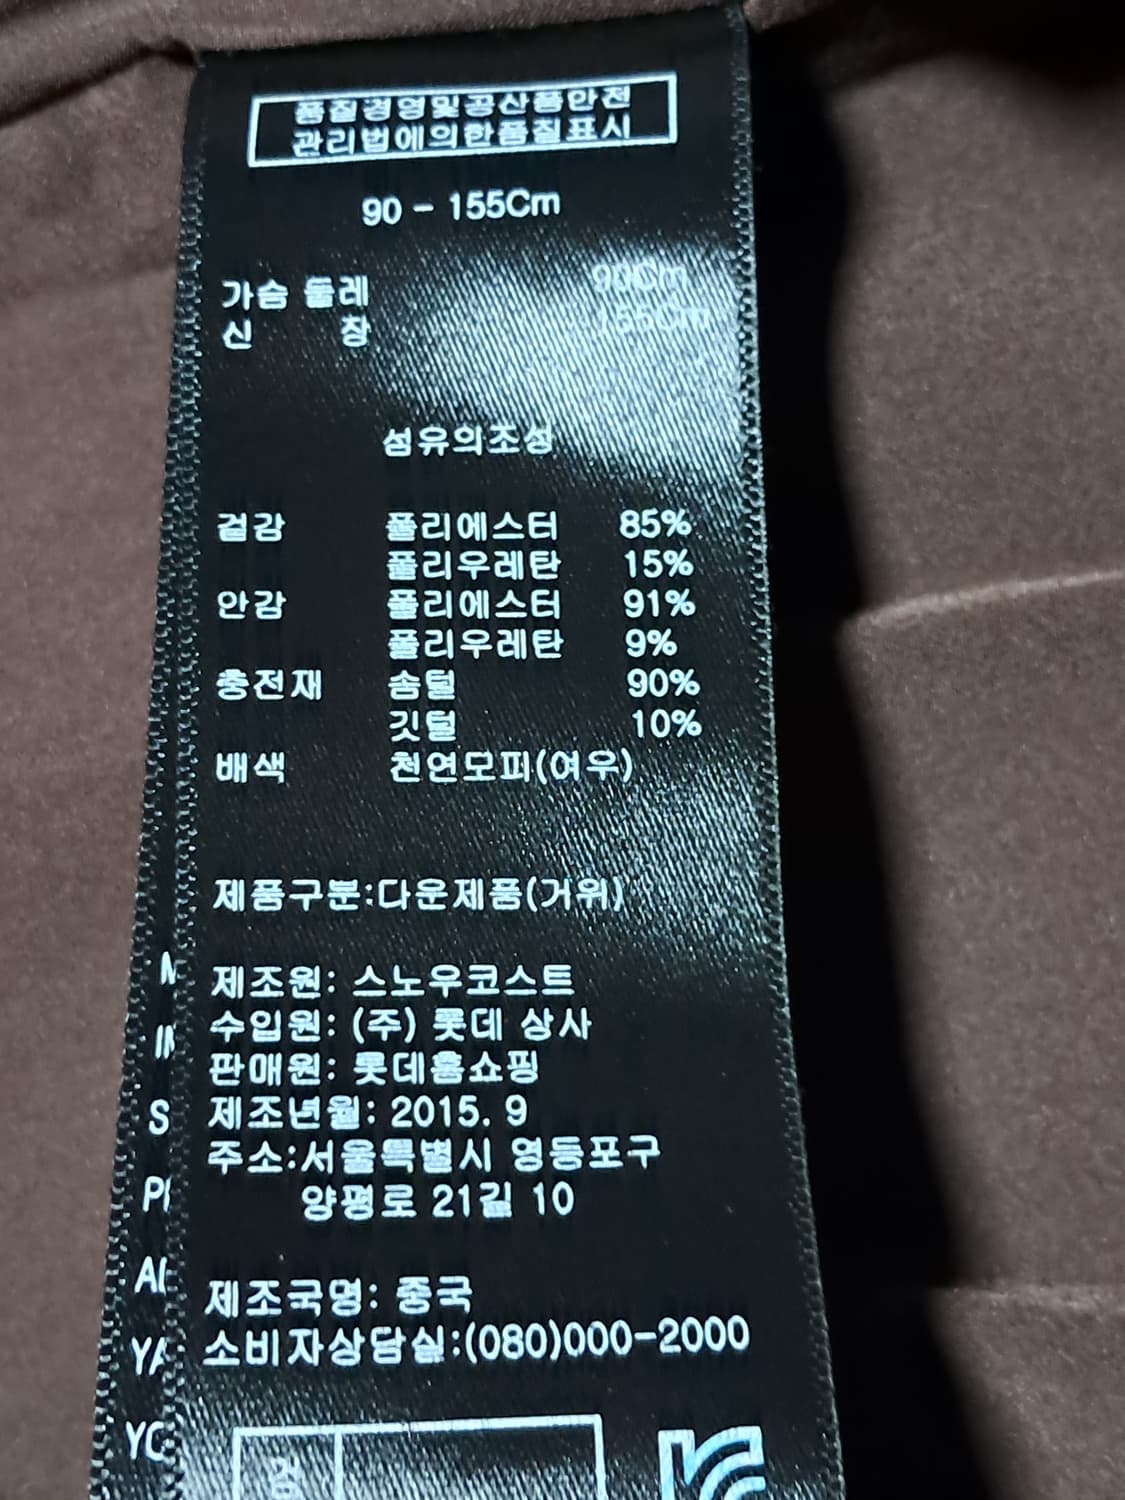 품질경영및공산품안전
관리법에의한품질표시
90 - 155Cm
가슴 둘레 90Cm
신 장 155Cm
섬유의조성
겉감 폴리에스터 85%
폴리우레탄 15%
안감 폴리에스터 91%
폴리우레탄 9%
충전재 솜털 90%
깃털 10%
배색 천연모피(여우)
제품구분:다운제품(거위)
제조원: 스노우코스트
수입원: (주) 롯데 상사
판매원: 롯데홈쇼핑
제조년월: 2015. 9
주소:서울특별시 영등포구
양평로 21길 10
제조국명: 중국
소비자상담실:(080)000-2000